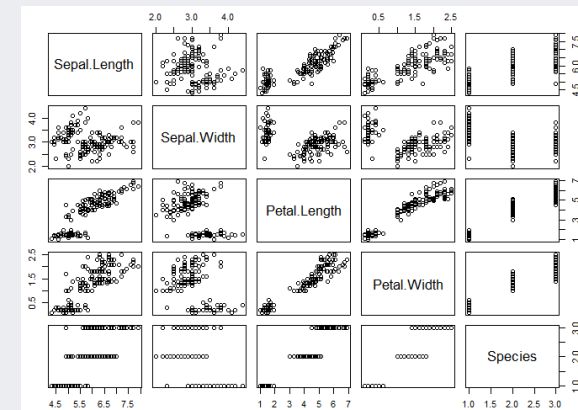 2.0 3.0 4.0 0.5 1.5 2.5
Sepal.Length
4.5 6.0 7.5
2.0 3.0 4.0
Sepal.Width
Petal.Length
1 3 5 7
0.5 1.5 2.5
Petal.Width
Species
1.0 2.0 3.0
4.5 5.5 6.5 7.5 1 2 3 4 5 6 7 1.0 1.5 2.0 2.5 3.0